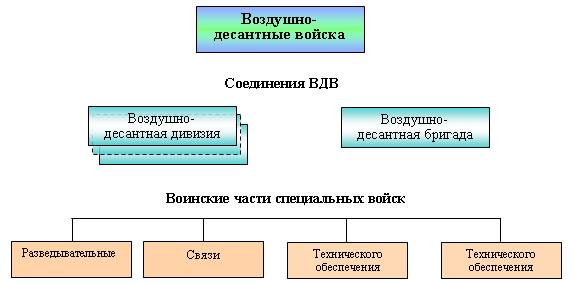 Воздушно-
десантные войска
Соединения ВДВ
Воздушно-
десантная дивизия
Воздушно-
десантная бригада
Воинские части специальных войск
Разведывательные
Связи
Технического
обеспечения
Технического
обеспечения